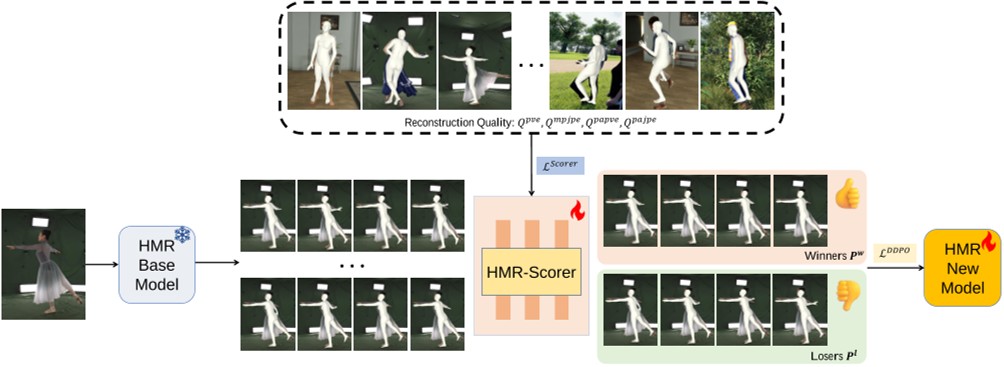 Reconstruction Quality: Q^pve, Q^mpjpe, Q^papve, Q^pajpe
ℒ^Scorer
HMR
Base
Model
...
HMR-Scorer
Winners P^w
Losers P^l
ℒ^DDPO
HMR
New
Model